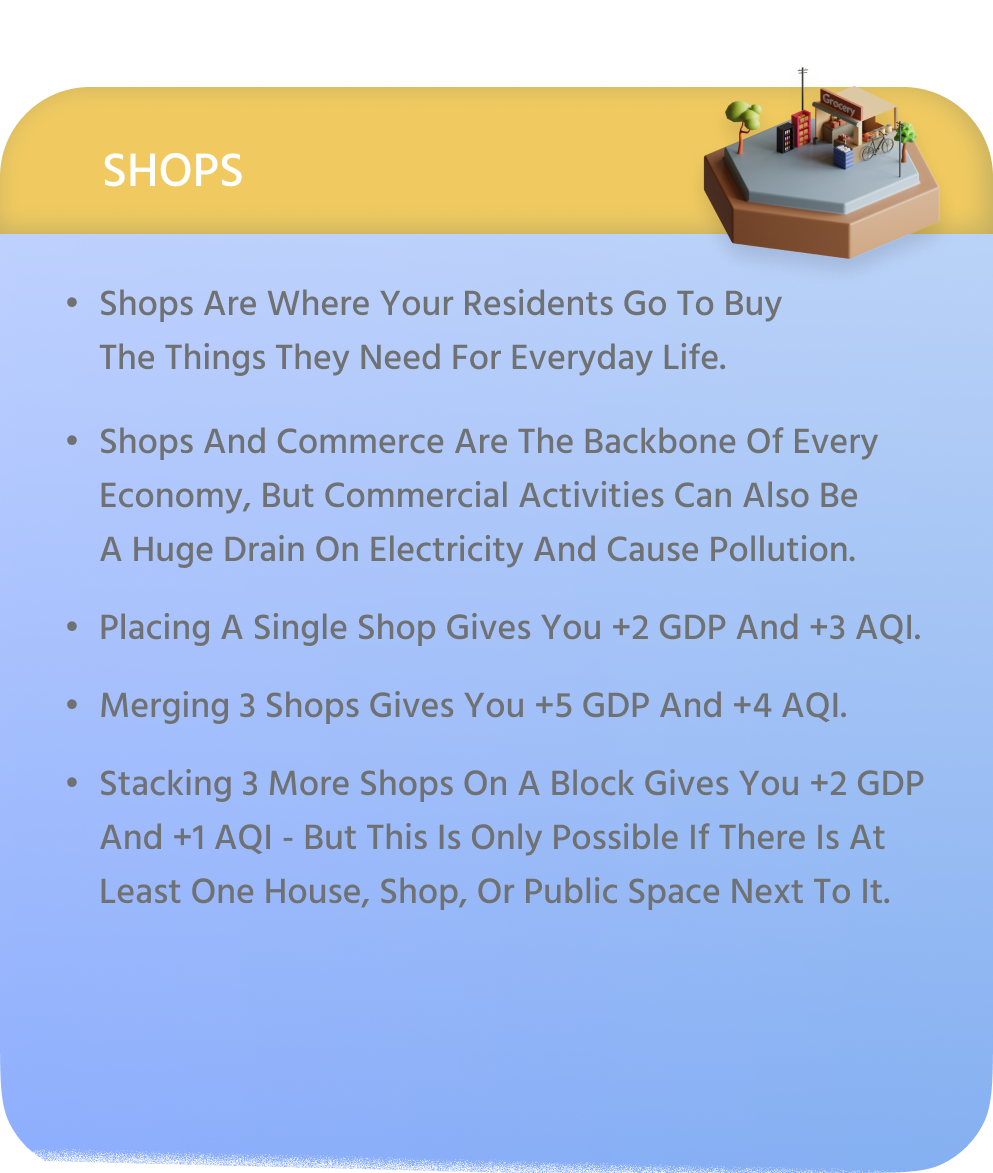 Grocery
SHOPS
• Shops Are Where Your Residents Go To Buy
The Things They Need For Everyday Life.
• Shops And Commerce Are The Backbone Of Every
Economy, But Commercial Activities Can Also Be
A Huge Drain On Electricity And Cause Pollution.
• Placing A Single Shop Gives You +2 GDP And +3 AQI.
• Merging 3 Shops Gives You +5 GDP And +4 AQI.
• Stacking 3 More Shops On A Block Gives You +2 GDP
And +1 AQI - But This Is Only Possible If There Is At
Least One House, Shop, Or Public Space Next To It.